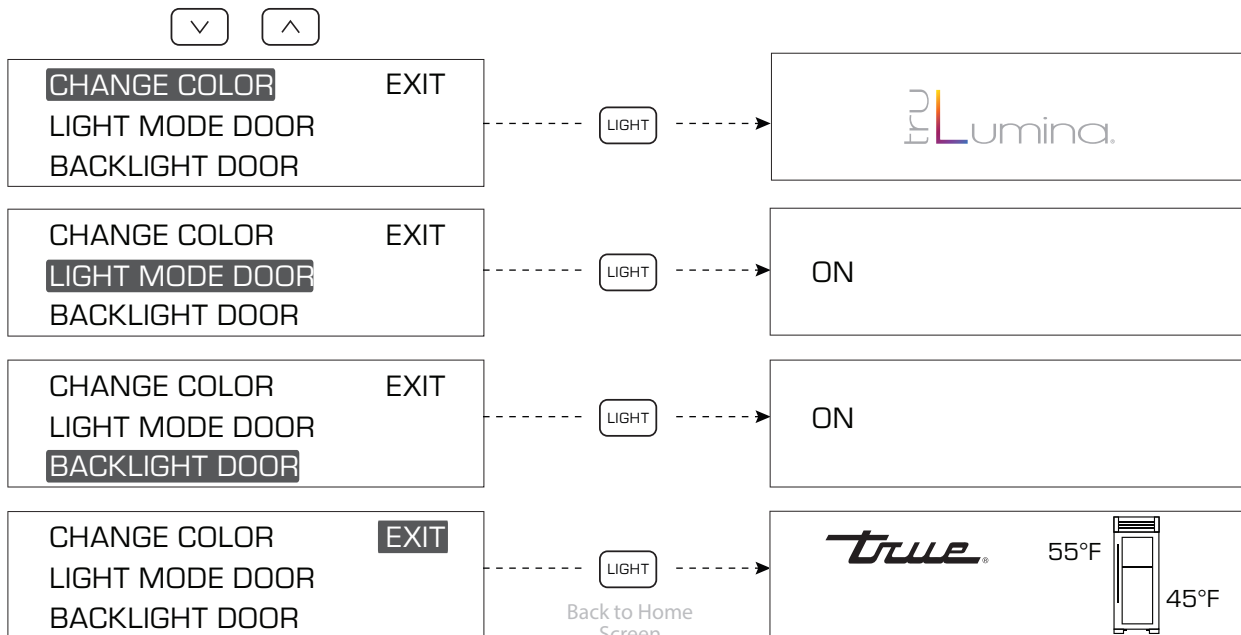 CHANGE COLOR EXIT
LIGHT MODE DOOR
BACKLIGHT DOOR
LIGHT
tru Lumina®
CHANGE COLOR EXIT
LIGHT MODE DOOR
BACKLIGHT DOOR
LIGHT
ON
CHANGE COLOR EXIT
LIGHT MODE DOOR
BACKLIGHT DOOR
LIGHT
ON
CHANGE COLOR EXIT
LIGHT MODE DOOR
BACKLIGHT DOOR
LIGHT
Back to Home
Screen
true®
55°F
45°F